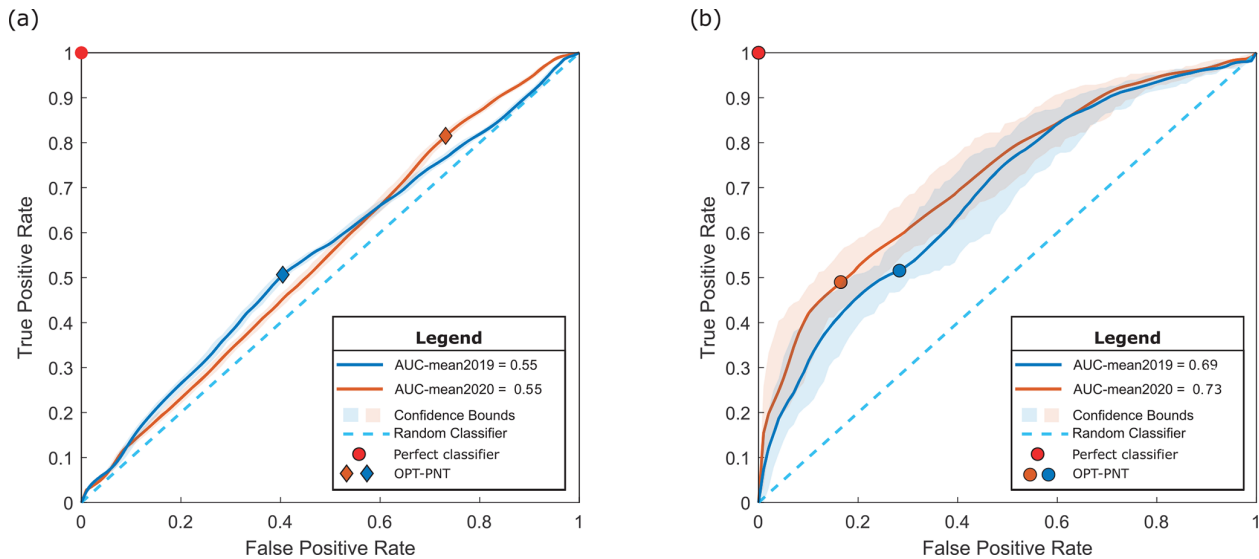 (a)
True Positive Rate
1
0.9
0.8
0.7
0.6
0.5
0.4
0.3
0.2
0.1
0
0 0.2 0.4 0.6 0.8 1
False Positive Rate
Legend
AUC-mean2019 = 0.55
AUC-mean2020 = 0.55
Confidence Bounds
Random Classifier
Perfect classifier
OPT-PNT
(b)
True Positive Rate
1
0.9
0.8
0.7
0.6
0.5
0.4
0.3
0.2
0.1
0
0 0.2 0.4 0.6 0.8 1
False Positive Rate
Legend
AUC-mean2019 = 0.69
AUC-mean2020 = 0.73
Confidence Bounds
Random Classifier
Perfect classifier
OPT-PNT